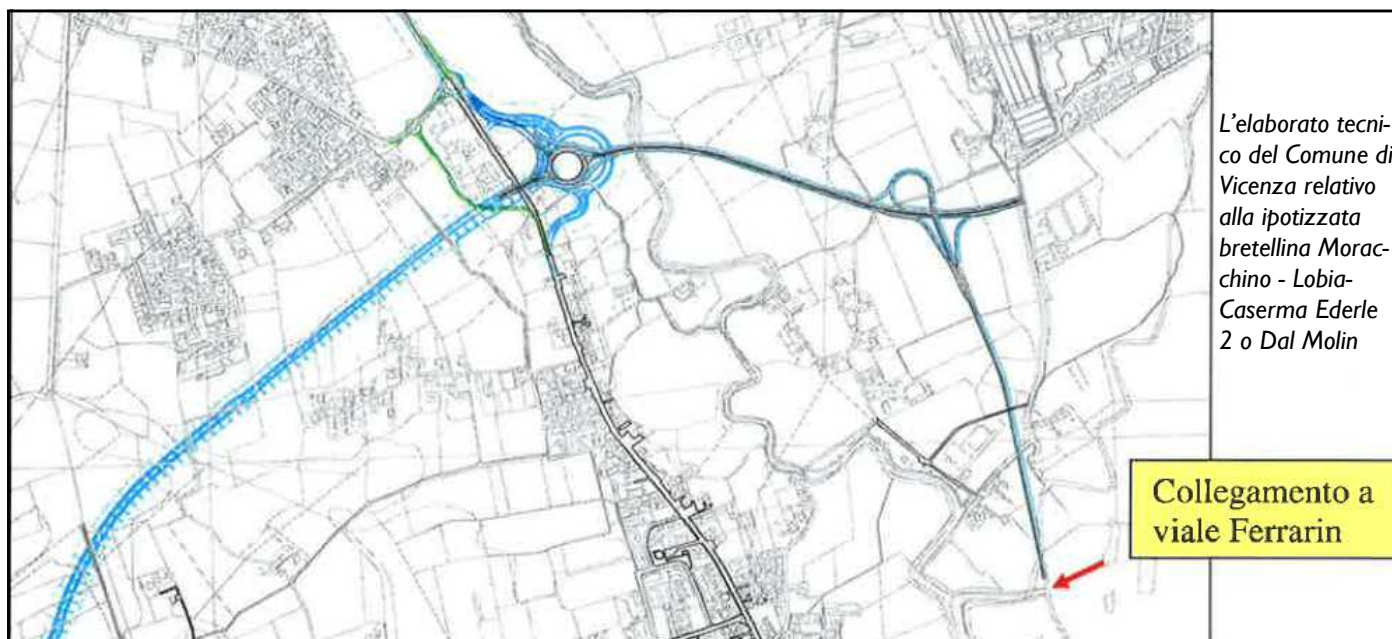 L'elaborato tecni-
co del Comune di
Vicenza relativo
alla ipotizzata
bretellina Morac-
chino - Lobia-
Caserma Ederle
2 o Dal Molin
Collegamento a
viale Ferrarin